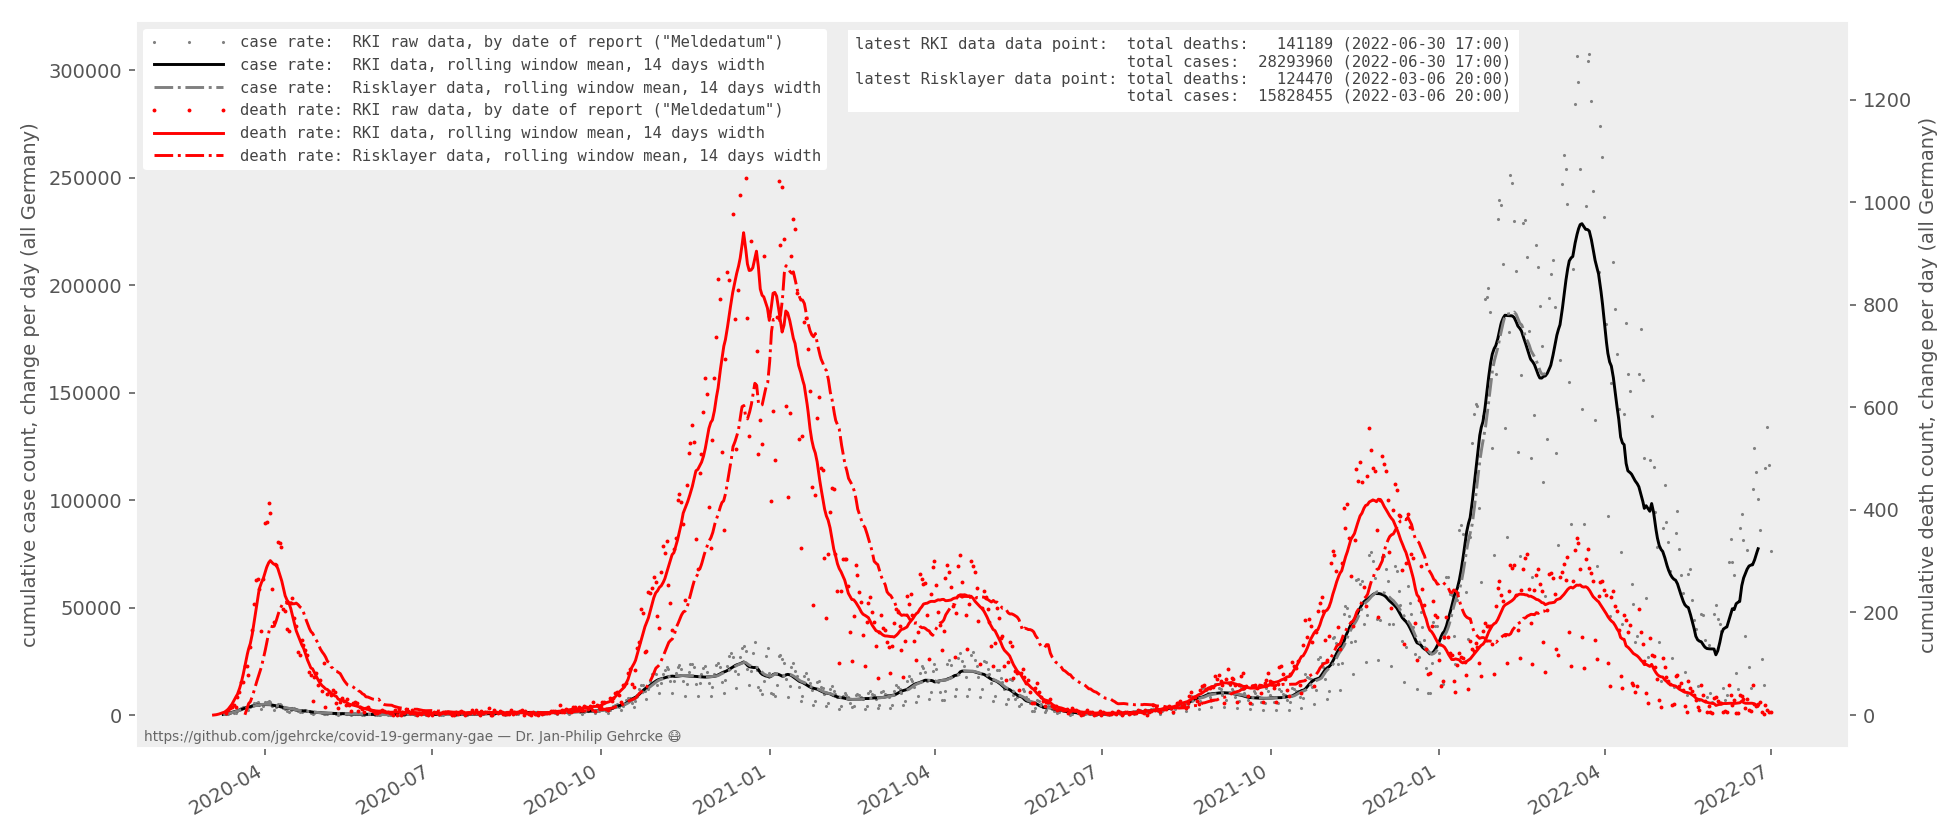 case rate:  RKI raw data, by date of report ("Meldedatum")
case rate:  RKI data, rolling window mean, 14 days width
case rate:  Risklayer data, rolling window mean, 14 days width
death rate: RKI raw data, by date of report ("Meldedatum")
death rate: RKI data, rolling window mean, 14 days width
death rate: Risklayer data, rolling window mean, 14 days width
latest RKI data data point:  total deaths:   141189 (2022-06-30 17:00)
total cases:  28293960 (2022-06-30 17:00)
latest Risklayer data point: total deaths:   124470 (2022-03-06 20:00)
total cases:  15828455 (2022-03-06 20:00)
cumulative case count, change per day (all Germany)
300000
250000
200000
150000
100000
50000
0
1200
1000
800
600
400
200
0
cumulative death count, change per day (all Germany)
https://github.com/jgehrcke/covid-19-germany-gae — Dr. Jan-Philip Gehrcke 😷
2020-04
2020-07
2020-10
2021-01
2021-04
2021-07
2021-10
2022-01
2022-04
2022-07